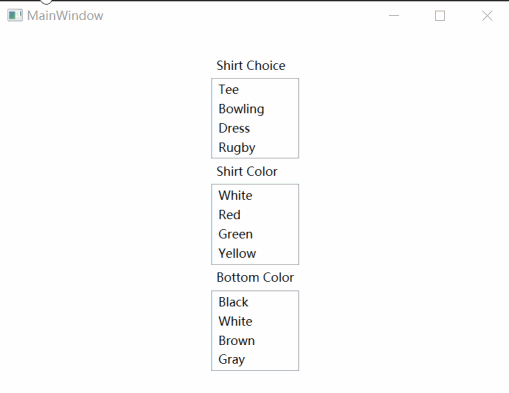 MainWindow
Shirt Choice
Tee
Bowling
Dress
Rugby
Shirt Color
White
Red
Green
Yellow
Bottom Color
Black
White
Brown
Gray